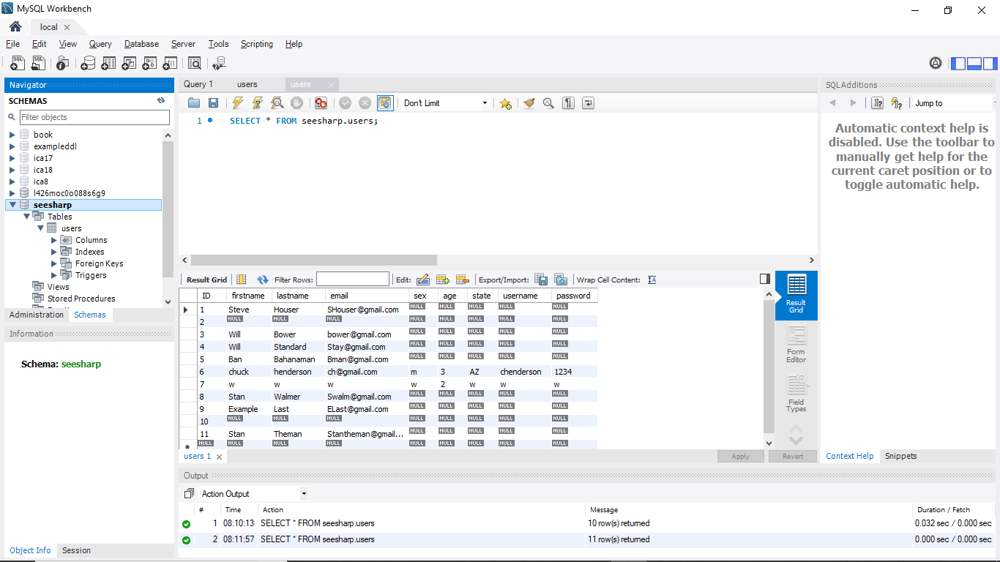 MySQL Workbench
local
File Edit View Query Database Server Tools Scripting Help
Navigator
SCHEMAS
Filter objects
book
exampleddl
ica17
ica18
ica8
l426moc0o088s6g9
seesharp
Tables
users
Columns
Indexes
Foreign Keys
Triggers
Views
Stored Procedures
Administration Schemas
Information
Schema: seesharp
Object Info Session
Query 1 users users
Don't Limit
1 SELECT * FROM seesharp.users;
Result Grid Filter Rows: Edit: Export/Import: Wrap Cell Content:
ID firstname lastname email sex age state username password
1 Steve Houser SHouser@gmail.com NULL NULL NULL NULL NULL
2 NULL NULL NULL NULL NULL NULL NULL NULL
3 Will Bower bower@gmail.com NULL NULL NULL NULL NULL
4 Will Standard Stay@gmail.com NULL NULL NULL NULL NULL
5 Ban Bahanaman Bman@gmail.com NULL NULL NULL NULL NULL
6 chuck henderson ch@gmail.com m 3 AZ chenderson 1234
7 w w w w 2 w w w
8 Stan Walmer Swalm@gmail.com NULL NULL NULL NULL NULL
9 Example Last ELast@gmail.com NULL NULL NULL NULL NULL
10 NULL NULL NULL NULL NULL NULL NULL NULL
11 Stan Theman Stantheman@gmail... NULL NULL NULL NULL NULL
NULL NULL NULL NULL NULL NULL NULL NULL NULL
Result
Grid
Form
Editor
Field
Types
users 1
Apply Revert
SQLAdditions
Jump to
Automatic context help is
disabled. Use the toolbar to
manually get help for the
current caret position or to
toggle automatic help.
Context Help Snippets
Output
Action Output
# Time Action Message Duration / Fetch
1 08:10:13 SELECT * FROM seesharp.users 10 row(s) returned 0.032 sec / 0.000 sec
2 08:11:57 SELECT * FROM seesharp.users 11 row(s) returned 0.000 sec / 0.000 sec